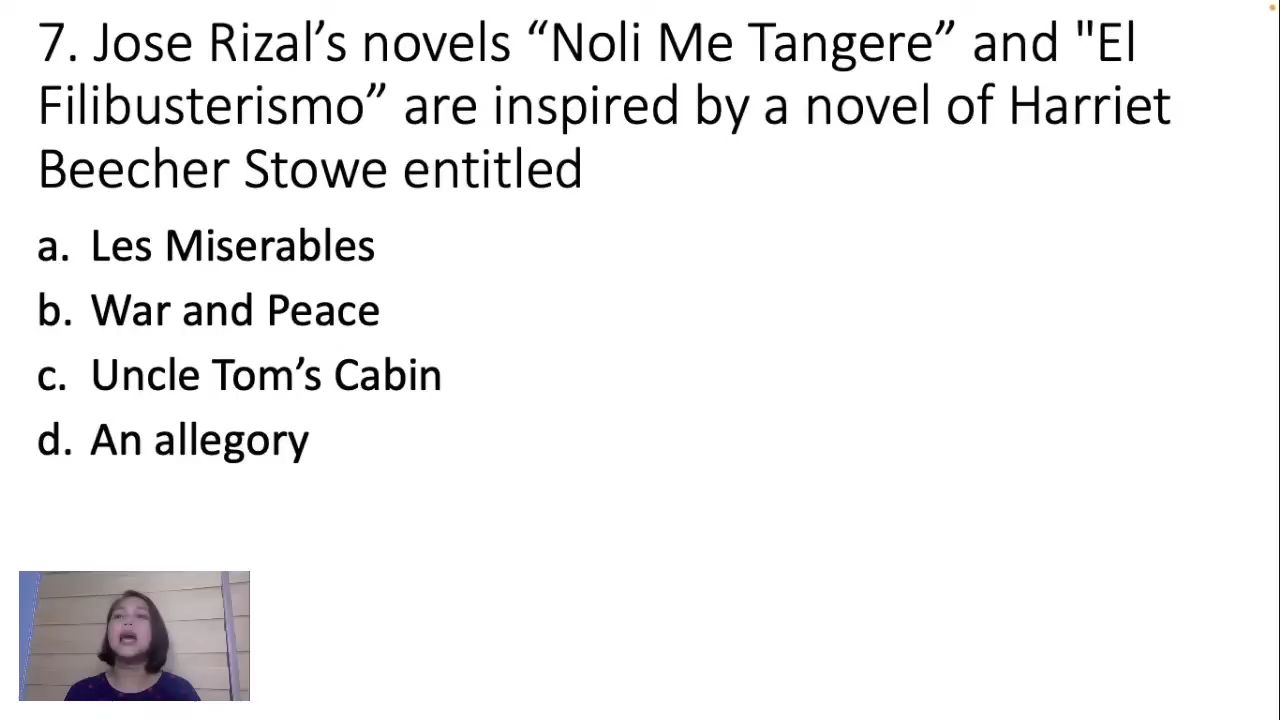 7. Jose Rizal’s novels “Noli Me Tangere” and "El
Filibusterismo” are inspired by a novel of Harriet
Beecher Stowe entitled
a. Les Miserables
b. War and Peace
c. Uncle Tom’s Cabin
d. An allegory